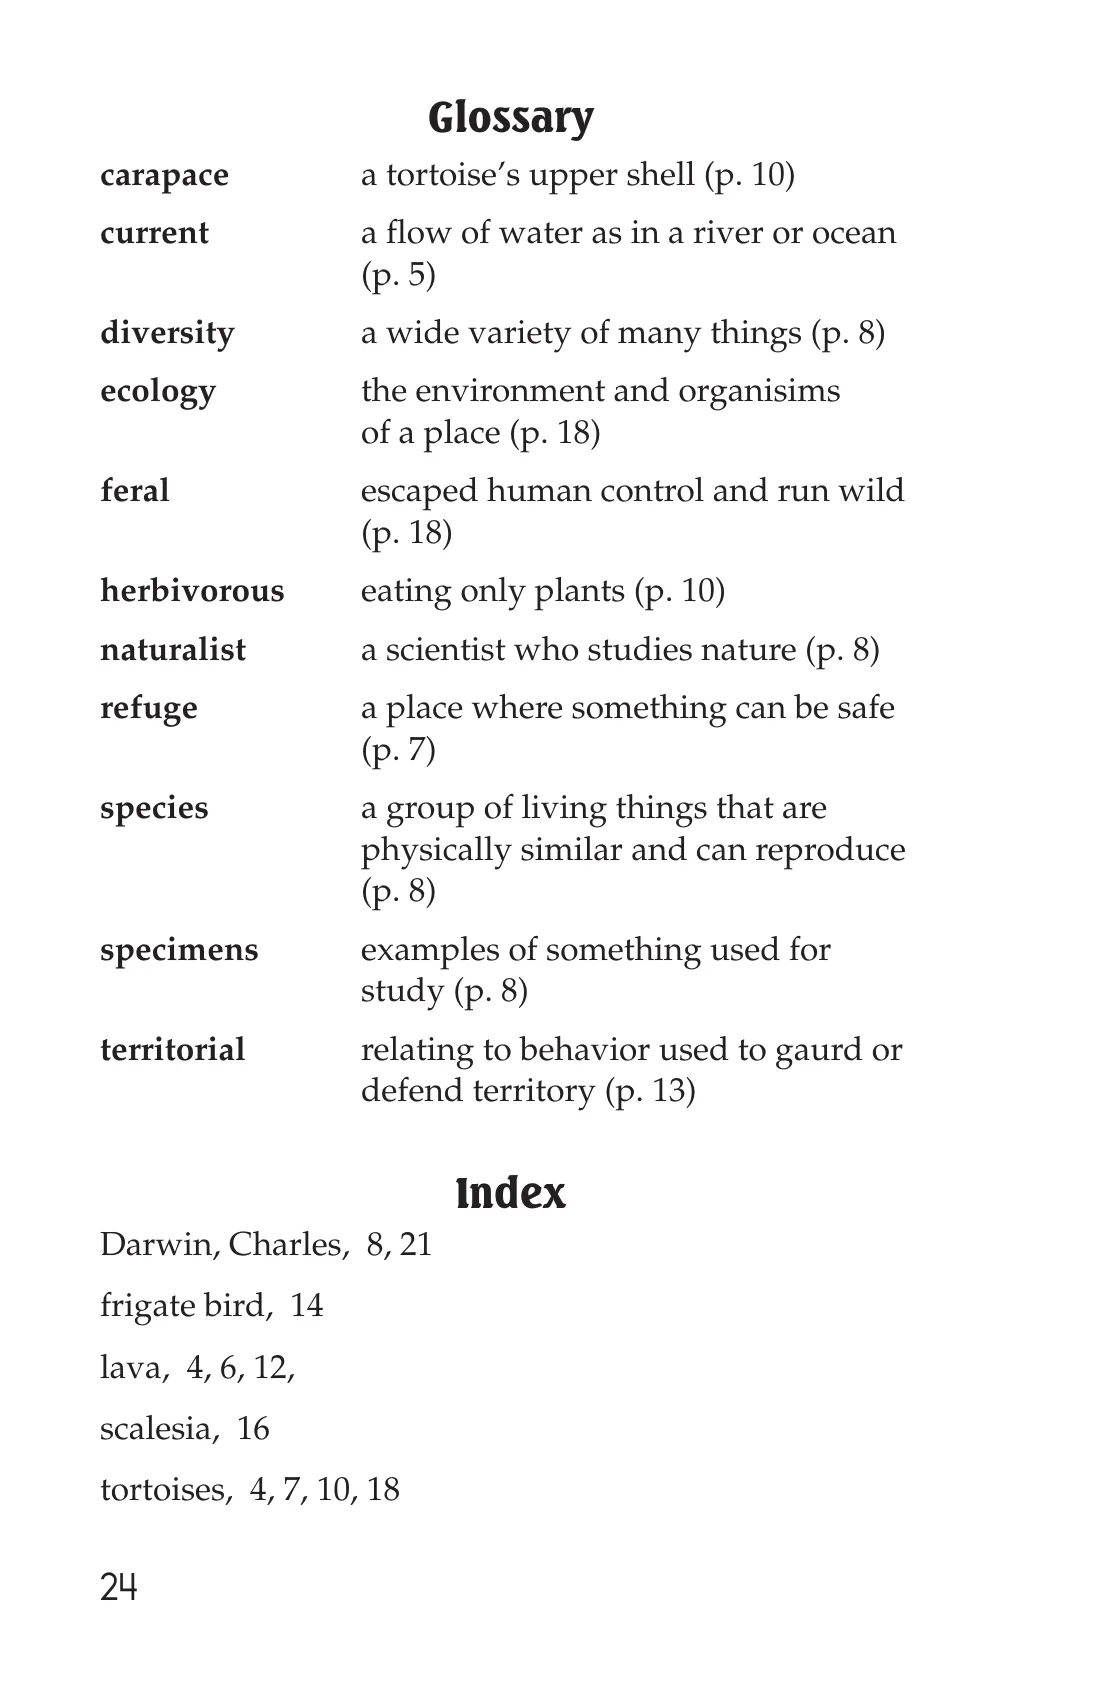 Glossary
carapace a tortoise’s upper shell (p. 10)
current a flow of water as in a river or ocean
(p. 5)
diversity a wide variety of many things (p. 8)
ecology the environment and organisims
of a place (p. 18)
feral escaped human control and run wild
(p. 18)
herbivorous eating only plants (p. 10)
naturalist a scientist who studies nature (p. 8)
refuge a place where something can be safe
(p. 7)
species a group of living things that are
physically similar and can reproduce
(p. 8)
specimens examples of something used for
study (p. 8)
territorial relating to behavior used to gaurd or
defend territory (p. 13)
Index
Darwin, Charles, 8, 21
frigate bird, 14
lava, 4, 6, 12,
scalesia, 16
tortoises, 4, 7, 10, 18
24